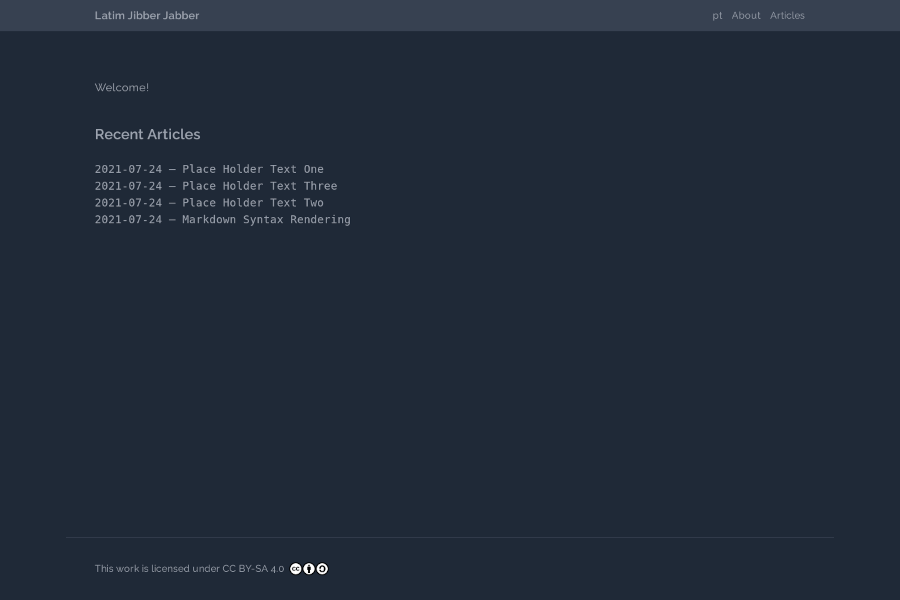 Latim Jibber Jabber
pt About Articles
Welcome!
Recent Articles
2021-07-24 — Place Holder Text One
2021-07-24 — Place Holder Text Three
2021-07-24 — Place Holder Text Two
2021-07-24 — Markdown Syntax Rendering
This work is licensed under CC BY-SA 4.0